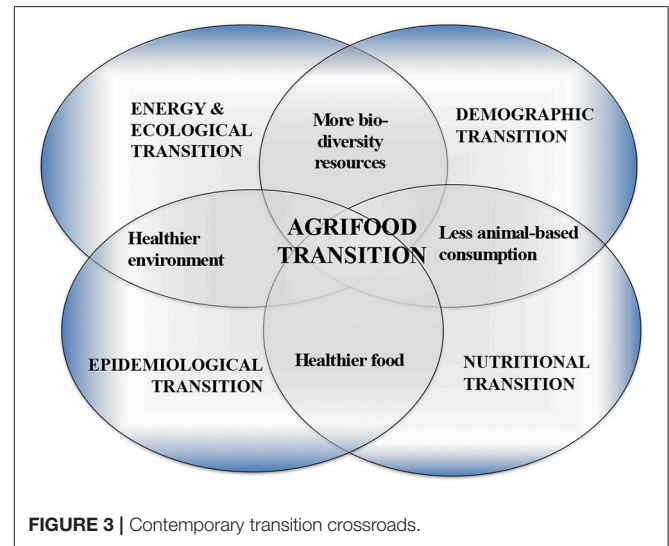 ENERGY &
ECOLOGICAL
TRANSITION
More bio-
diversity
resources
DEMOGRAPHIC
TRANSITION
Healthier
environment
AGRIFOOD
TRANSITION
Less animal-based
consumption
EPIDEMIOLOGICAL
TRANSITION
Healthier food
NUTRITIONAL
TRANSITION
FIGURE 3 | Contemporary transition crossroads.